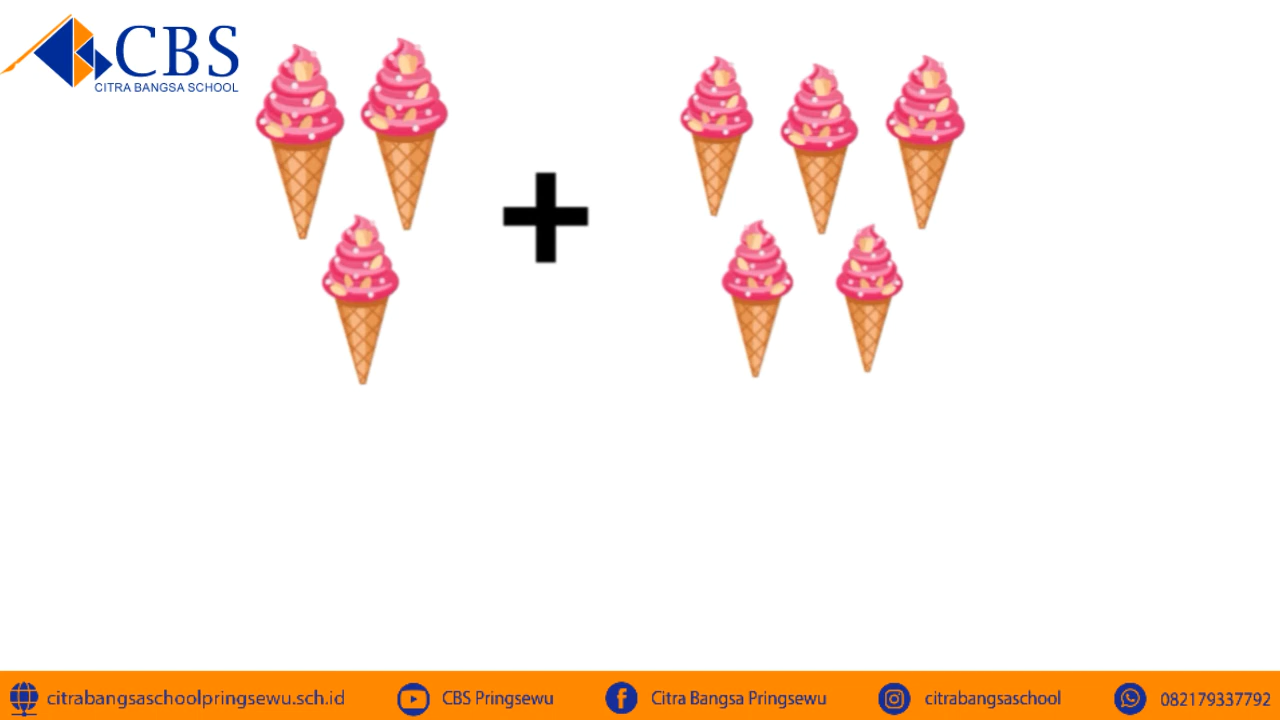 CBS
CITRA BANGSA SCHOOL
+
citrabangsaschoolpringsewu.sch.id CBS Pringsewu Citra Bangsa Pringsewu citrabangsaschool 082179337792